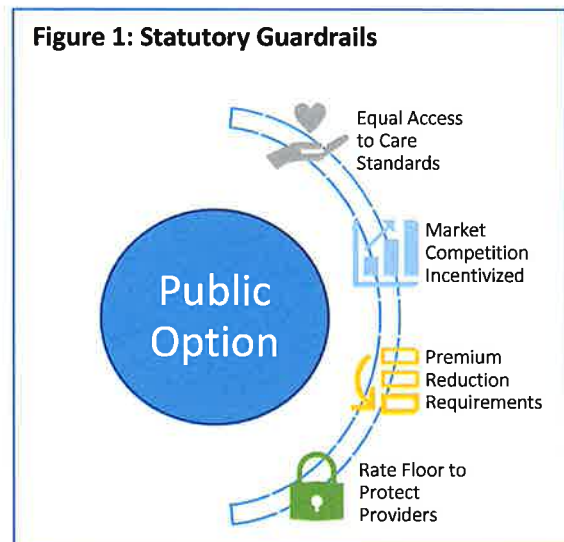 Figure 1: Statutory Guardrails
Equal Access
to Care
Standards
Market
Competition
Incentivized
Public
Option
Premium
Reduction
Requirements
Rate Floor to
Protect
Providers